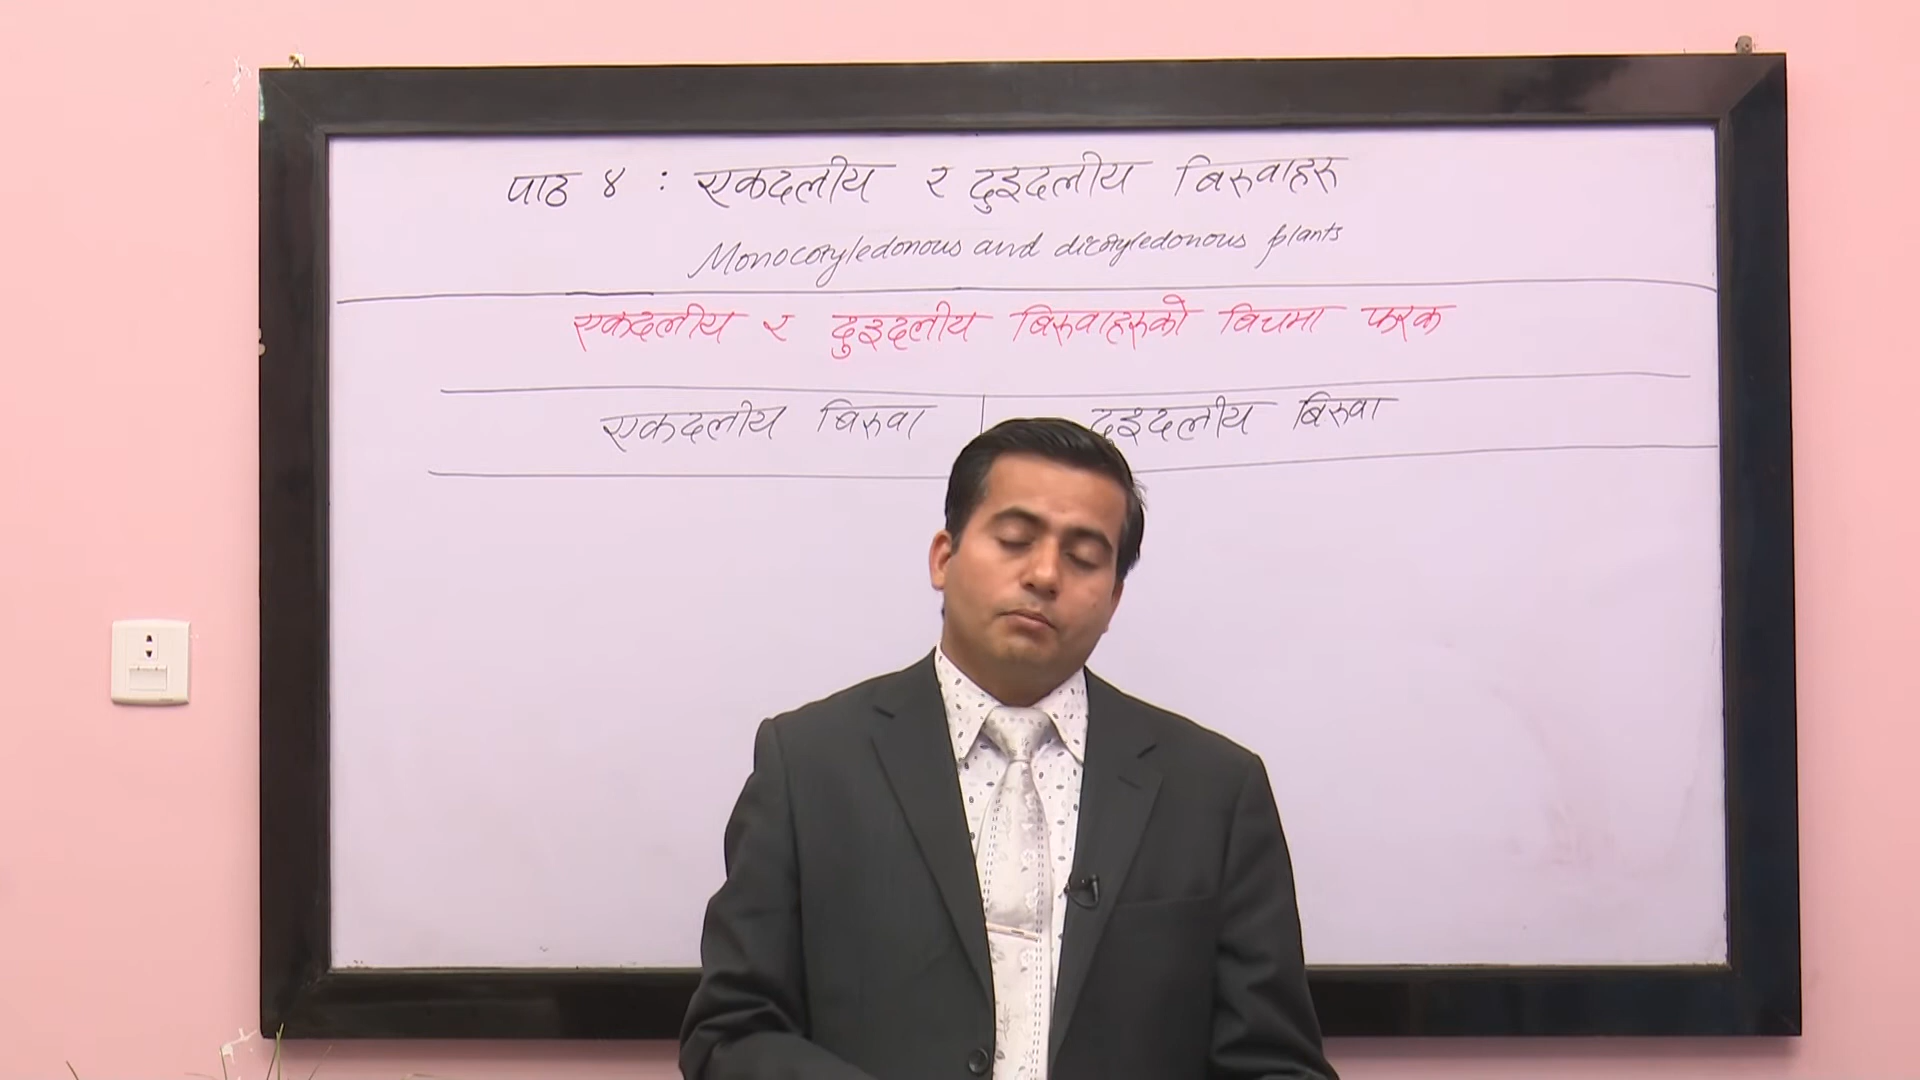 पाठ ४ : एकदलीय र दुइदलीय बिरुवाहरु
Monocotyledonous and dicotyledonous plants
एकदलीय र दुइदलीय बिरुवाहरुको बिचमा फरक
एकदलीय बिरुवा दुइदलीय बिरुवा